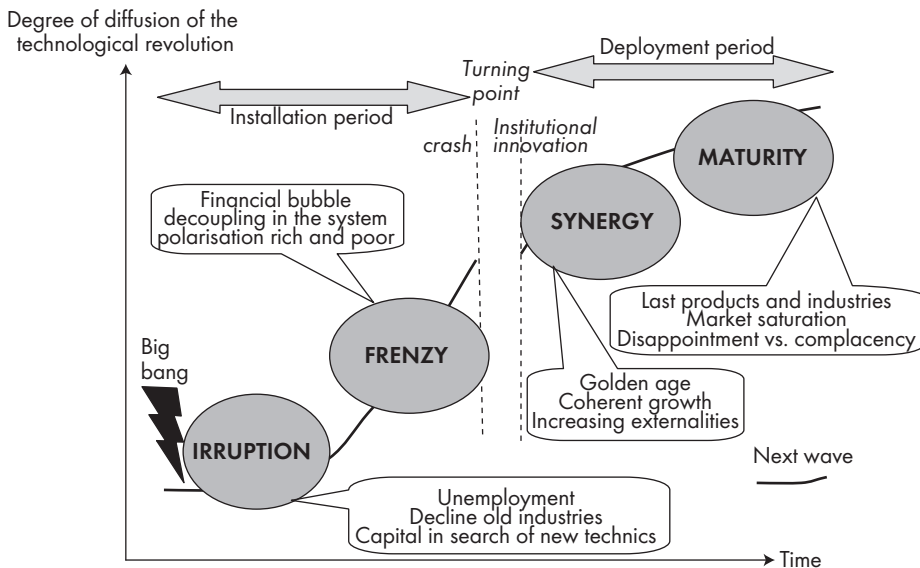 Degree of diffusion of the
technological revolution
Deployment period
Turning
point
Installation period
crash
Institutional
innovation
MATURITY
Financial bubble
decoupling in the system
polarisation rich and poor
SYNERGY
Last products and industries
Market saturation
Disappointment vs. complacency
Big
bang
FRENZY
Golden age
Coherent growth
Increasing externalities
IRRUPTION
Next wave
Unemployment
Decline old industries
Capital in search of new technics
Time